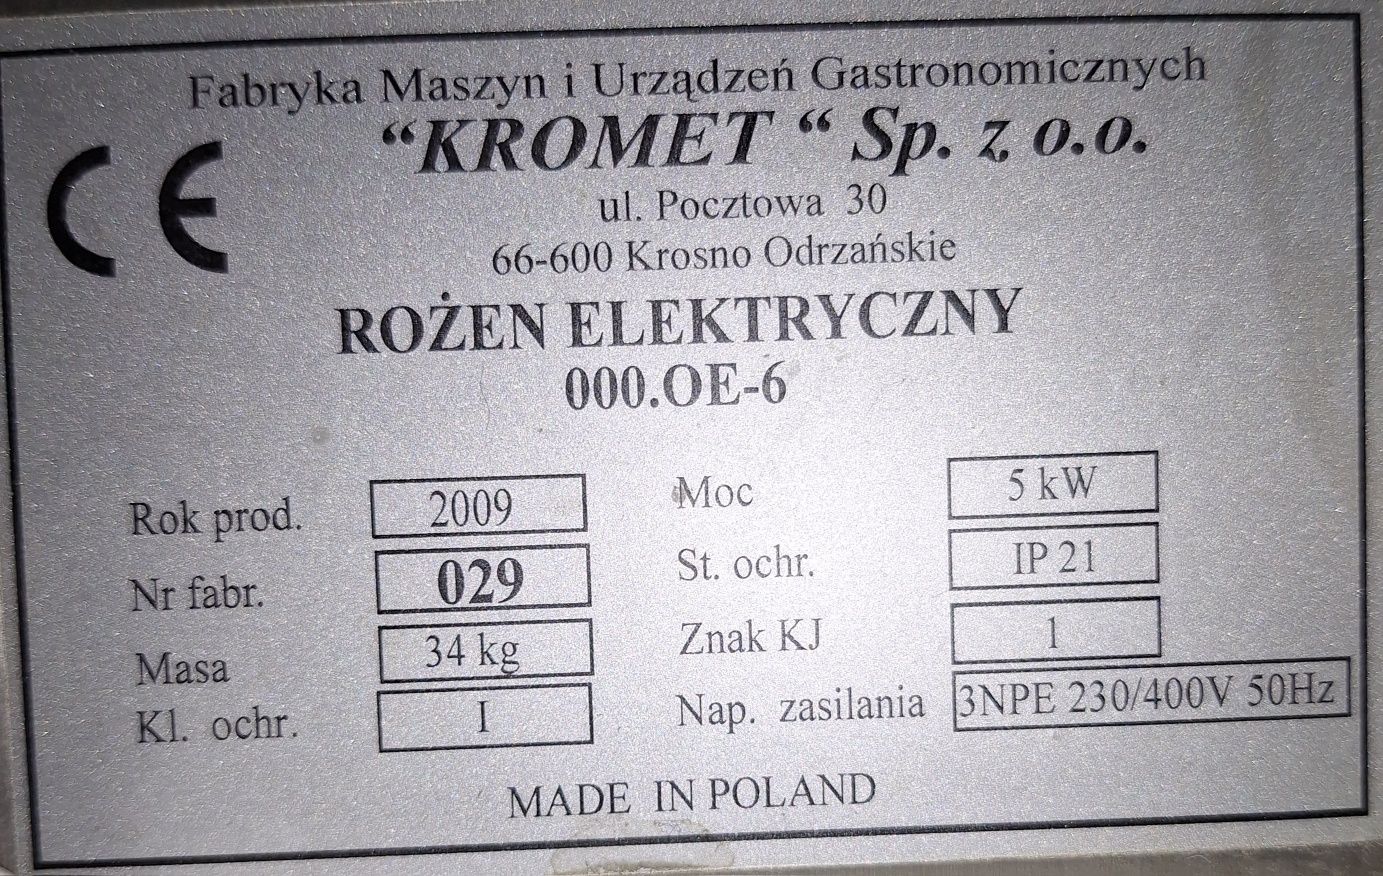 Fabryka Maszyn i Urządzeń Gastronomicznych
“KROMET “ Sp. z o.o.
CE
ul. Pocztowa 30
66-600 Krosno Odrzańskie
ROŻEN ELEKTRYCZNY
000.OE-6
Rok prod. 2009 Moc 5 kW
Nr fabr. 029 St. ochr. IP 21
Masa 34 kg Znak KJ 1
Kl. ochr. I Nap. zasilania 3NPE 230/400V 50Hz
MADE IN POLAND